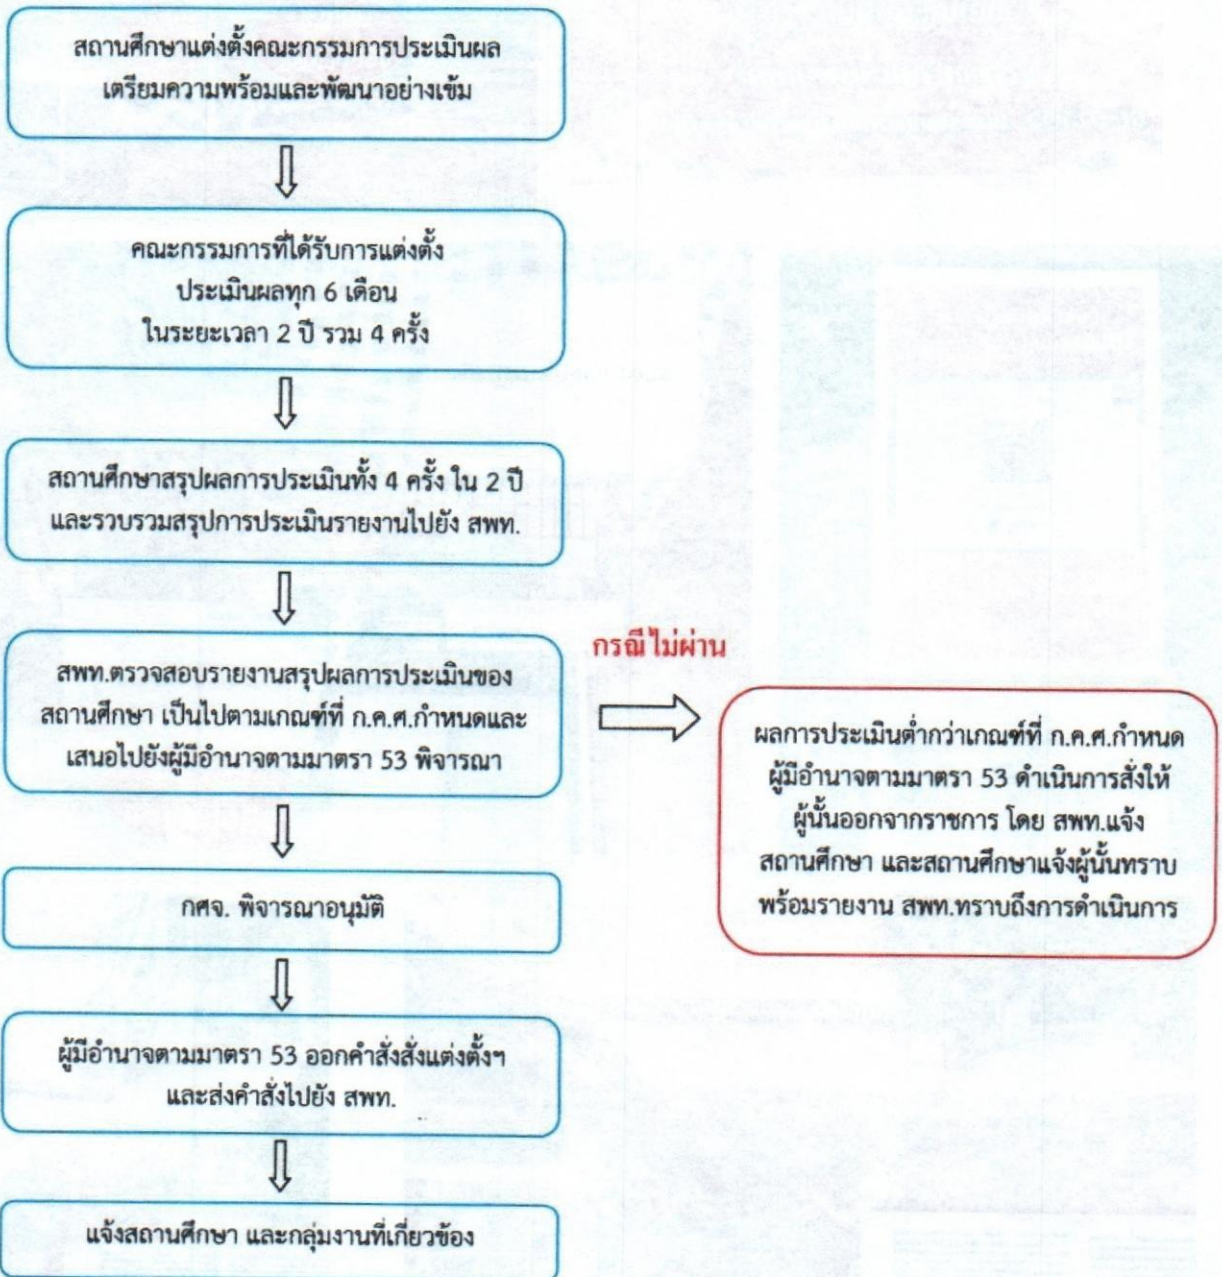 สถานศึกษาแต่งตั้งคณะกรรมการประเมินผล
เตรียมความพร้อมและพัฒนาอย่างเข้ม
คณะกรรมการที่ได้รับการแต่งตั้ง
ประเมินผลทุก 6 เดือน
ในระยะเวลา 2 ปี รวม 4 ครั้ง
สถานศึกษาสรุปผลการประเมินทั้ง 4 ครั้ง ใน 2 ปี
และรวบรวมสรุปการประเมินรายงานไปยัง สพท.
สพท.ตรวจสอบรายงานสรุปผลการประเมินของ
สถานศึกษา เป็นไปตามเกณฑ์ที่ ก.ค.ศ.กำหนดและ
เสนอไปยังผู้มีอำนาจตามมาตรา 53 พิจารณา
กรณีไม่ผ่าน
ผลการประเมินต่ำกว่าเกณฑ์ที่ ก.ค.ศ.กำหนด
ผู้มีอำนาจตามมาตรา 53 ดำเนินการสั่งให้
ผู้นั้นออกจากราชการ โดย สพท.แจ้ง
สถานศึกษา และสถานศึกษาแจ้งผู้นั้นทราบ
พร้อมรายงาน สพท.ทราบถึงการดำเนินการ
กศจ. พิจารณาอนุมัติ
ผู้มีอำนาจตามมาตรา 53 ออกคำสั่งสั่งแต่งตั้งฯ
และส่งคำสั่งไปยัง สพท.
แจ้งสถานศึกษา และกลุ่มงานที่เกี่ยวข้อง